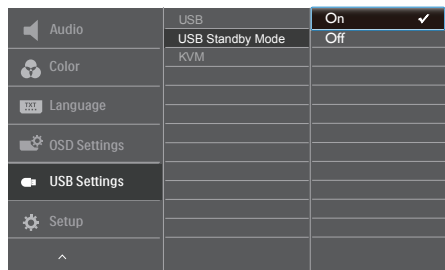 Audio
Color
TXT Language
OSD Settings
USB Settings
Setup
USB
USB Standby Mode
KVM
On
Off